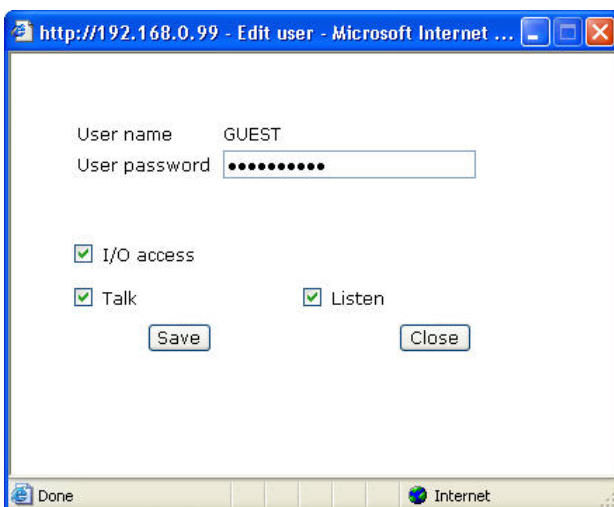 http://192.168.0.99 - Edit user - Microsoft Internet ...
User name GUEST
User password ••••••••••
I/O access
Talk Listen
Save Close
Done Internet